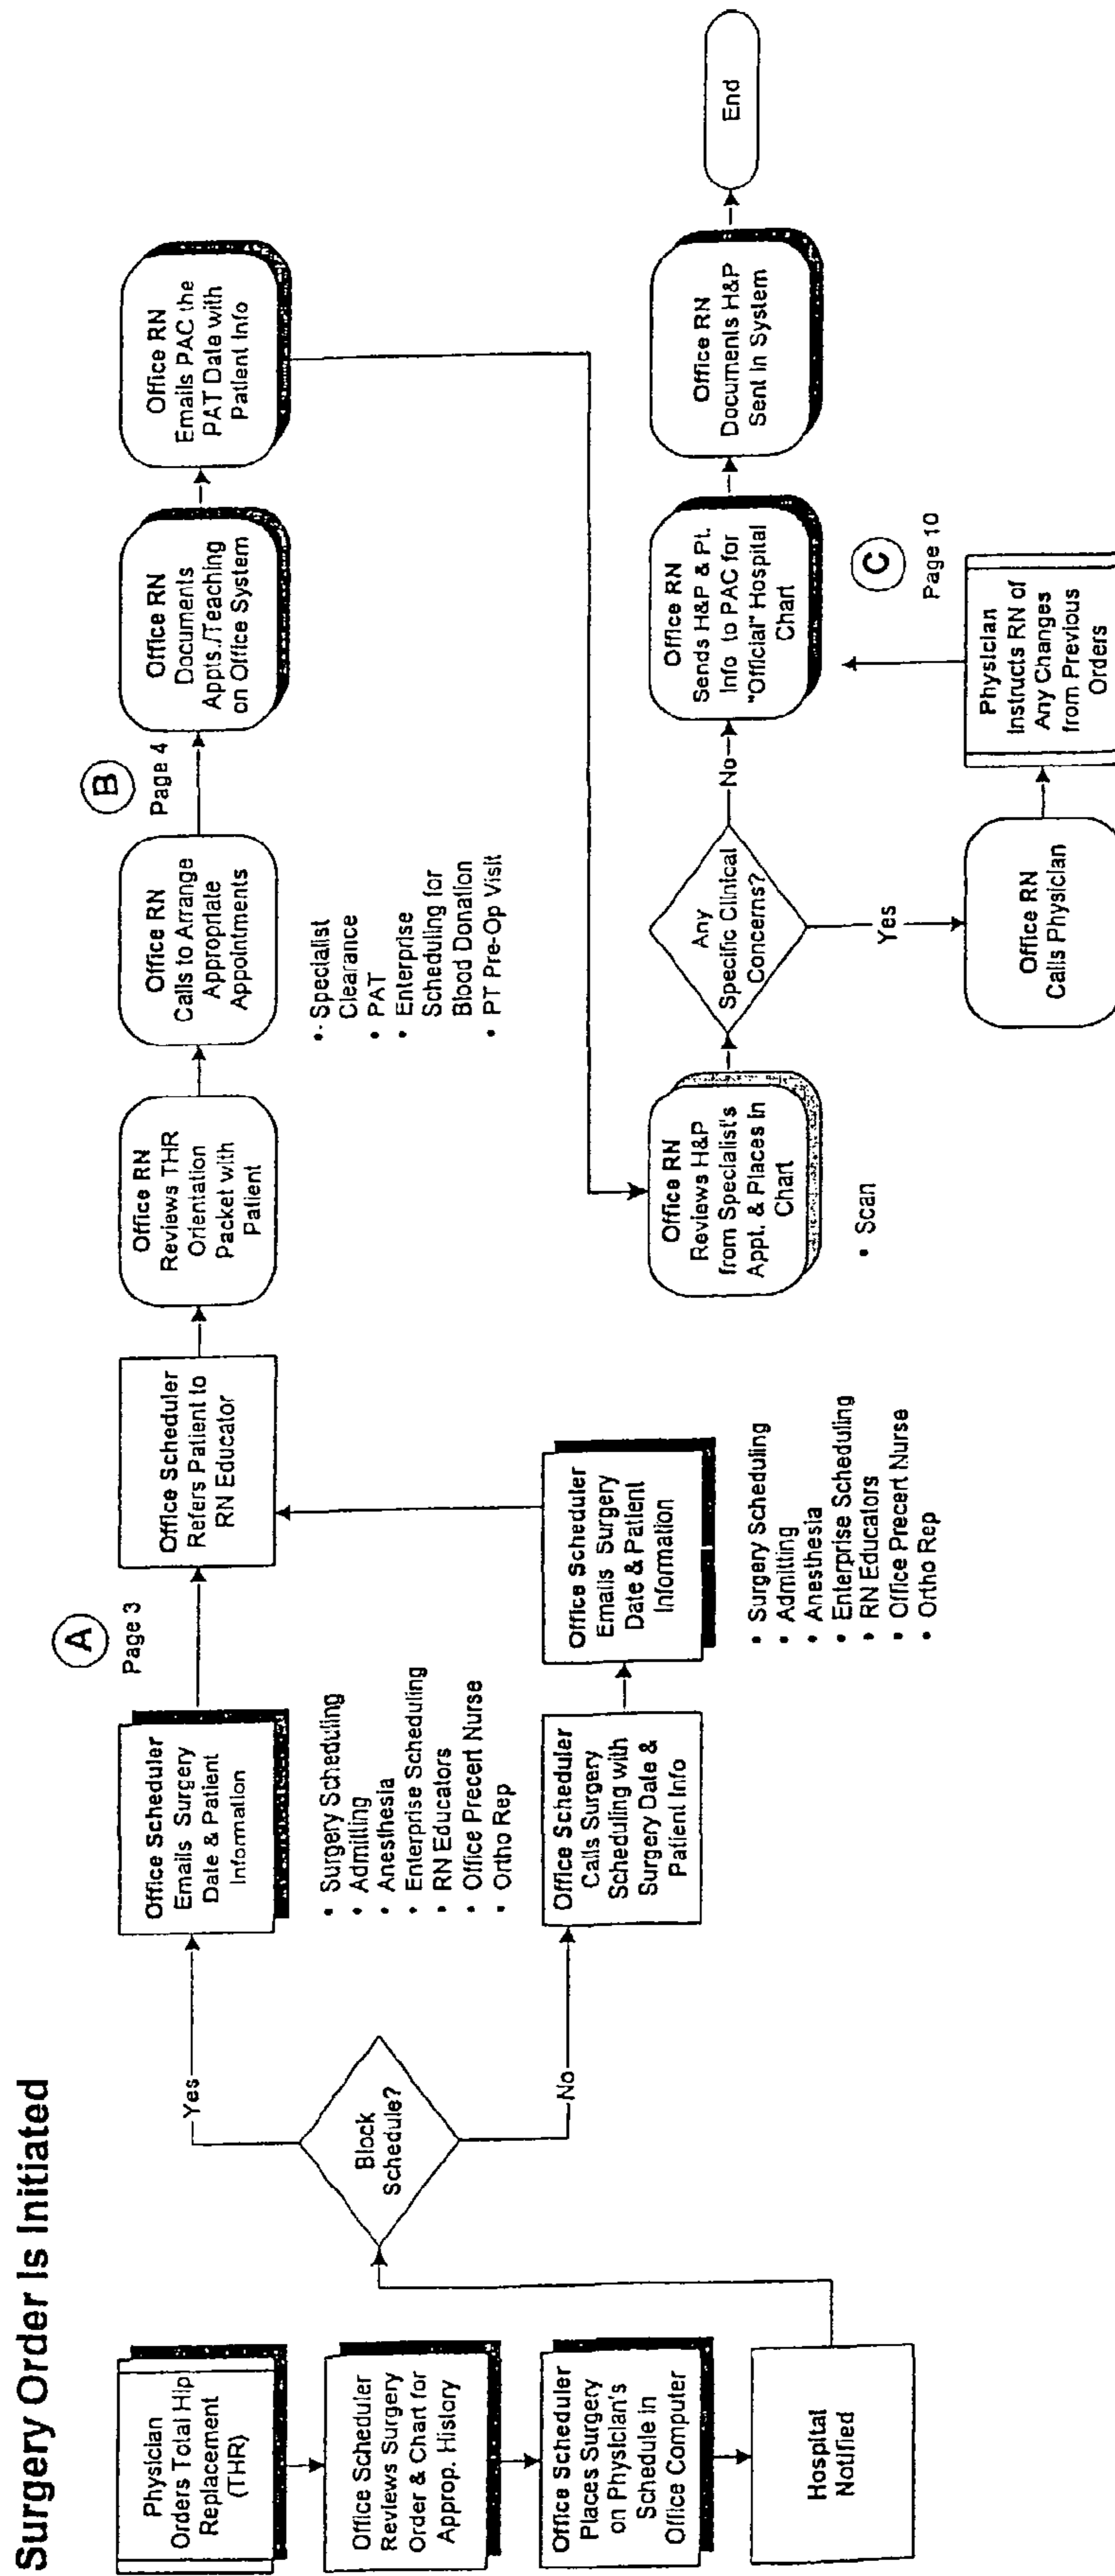 Surgery Order Is Initiated
Physician
Orders Total Hip
Replacement
(THR)
Office Scheduler
Reviews Surgery
Order & Chart for
Approp. History
Office Scheduler
Places Surgery
on Physician's
Schedule in
Office Computer
Hospital
Notified
Block
Schedule?
Yes
No
Office Scheduler
Emails Surgery
Date & Patient
Information
• Surgery Scheduling
• Admitting
• Anesthesia
• Enterprise Scheduling
• RN Educators
• Office Precert Nurse
• Ortho Rep
A
Page 3
Office Scheduler
Calls Surgery
Scheduling with
Surgery Date &
Patient Info
Office Scheduler
Emails Surgery
Date & Patient
Information
• Surgery Scheduling
• Admitting
• Anesthesia
• Enterprise Scheduling
• RN Educators
• Office Precert Nurse
• Ortho Rep
Office Scheduler
Refers Patient to
RN Educator
Office RN
Reviews THR
Orientation
Packet with
Patient
Office RN
Calls to Arrange
Appropriate
Appointments
• Specialist
Clearance
• PAT
• Enterprise
Scheduling for
Blood Donation
• PT Pre-Op Visit
B
Page 4
Office RN
Documents
Appts./Teaching
on Office System
Office RN
Emails PAC the
PAT Date with
Patient Info
Office RN
Reviews H&P
from Specialist's
Appt. & Places in
Chart
• Scan
Any
Specific Clinical
Concerns?
No
Yes
Office RN
Sends H&P & Pt.
Info to PAC for
"Official" Hospital
Chart
Office RN
Documents H&P
Sent in System
End
Office RN
Calls Physician
Physician
Instructs RN of
Any Changes
from Previous
Orders
C
Page 10